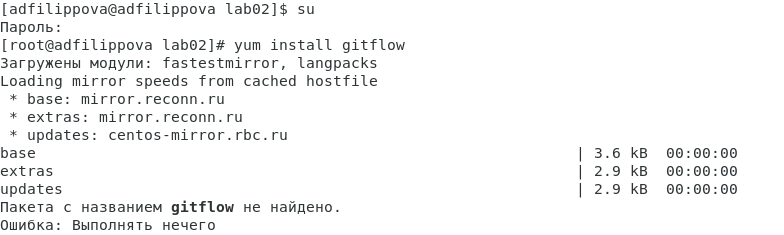 [adfilippova@adfilippova lab02]$ su
Пароль:
[root@adfilippova lab02]# yum install gitflow
Загружены модули: fastestmirror, langpacks
Loading mirror speeds from cached hostfile
 * base: mirror.reconn.ru
 * extras: mirror.reconn.ru
 * updates: centos-mirror.rbc.ru
base                                                            | 3.6 kB  00:00:00
extras                                                          | 2.9 kB  00:00:00
updates                                                         | 2.9 kB  00:00:00
Пакета с названием gitflow не найдено.
Ошибка: Выполнять нечего